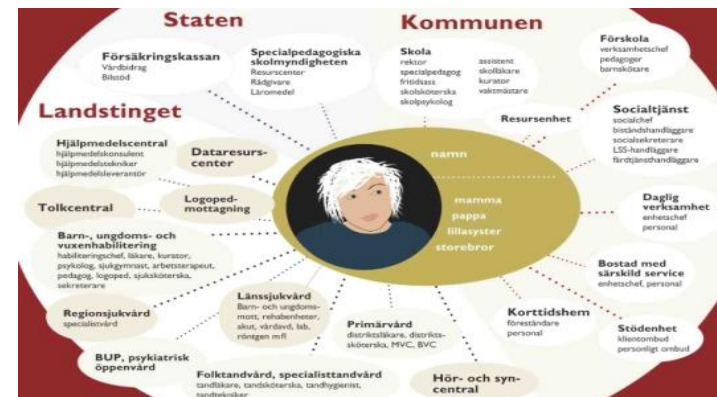 Staten
Försäkringskassan
Vårdbidrag
Bilstöd
Specialpedagogiska
skolmyndigheten
Resurscenter
Rådgivare
Läromedel
Kommunen
Skola
rektor
specialpedagog
fritidsass
skolsköterska
skolpsykolog
assistent
skolläkare
kurator
vaktmästare
Förskola
verksamhetschef
pedagoger
barnskötare
Resursenhet
Socialtjänst
socialchef
biståndshandläggare
socialsekreterare
LSS-handläggare
färdtjänsthandläggare
Landstinget
Hjälpmedelscentral
hjälpmedelskonsulent
hjälpmedelstekniker
hjälpmedelsleverantör
Dataresurs-
center
Tolkcentral
Logoped-
mottagning
namn
mamma
pappa
lillasyster
storebror
Daglig
verksamhet
enhetschef
personal
Barn-, ungdoms- och
vuxenhabilitering
habiliteringschef, läkare, kurator,
psykolog, sjukgymnast, arbetsterapeut,
pedagog, logoped, sjuksköterska,
sekreterare
Bostad med
särskild service
enhetschef, personal
Regionsjukvård
specialistvård
Länssjukvård
Barn- och ungdoms-
mott, rehabenheter,
akut, vårdavd, lab,
röntgen mfl
Primärvård
distriktsläkare, distrikts-
sköterska, MVC, BVC
Korttidshem
föreståndare
personal
Stödenhet
klientombud
personligt ombud
BUP, psykiatrisk
öppenvård
Folktandvård, specialisttandvård
tandläkare, tandsköterska, tandhygienist,
tandtekniker
Hör- och syn-
central